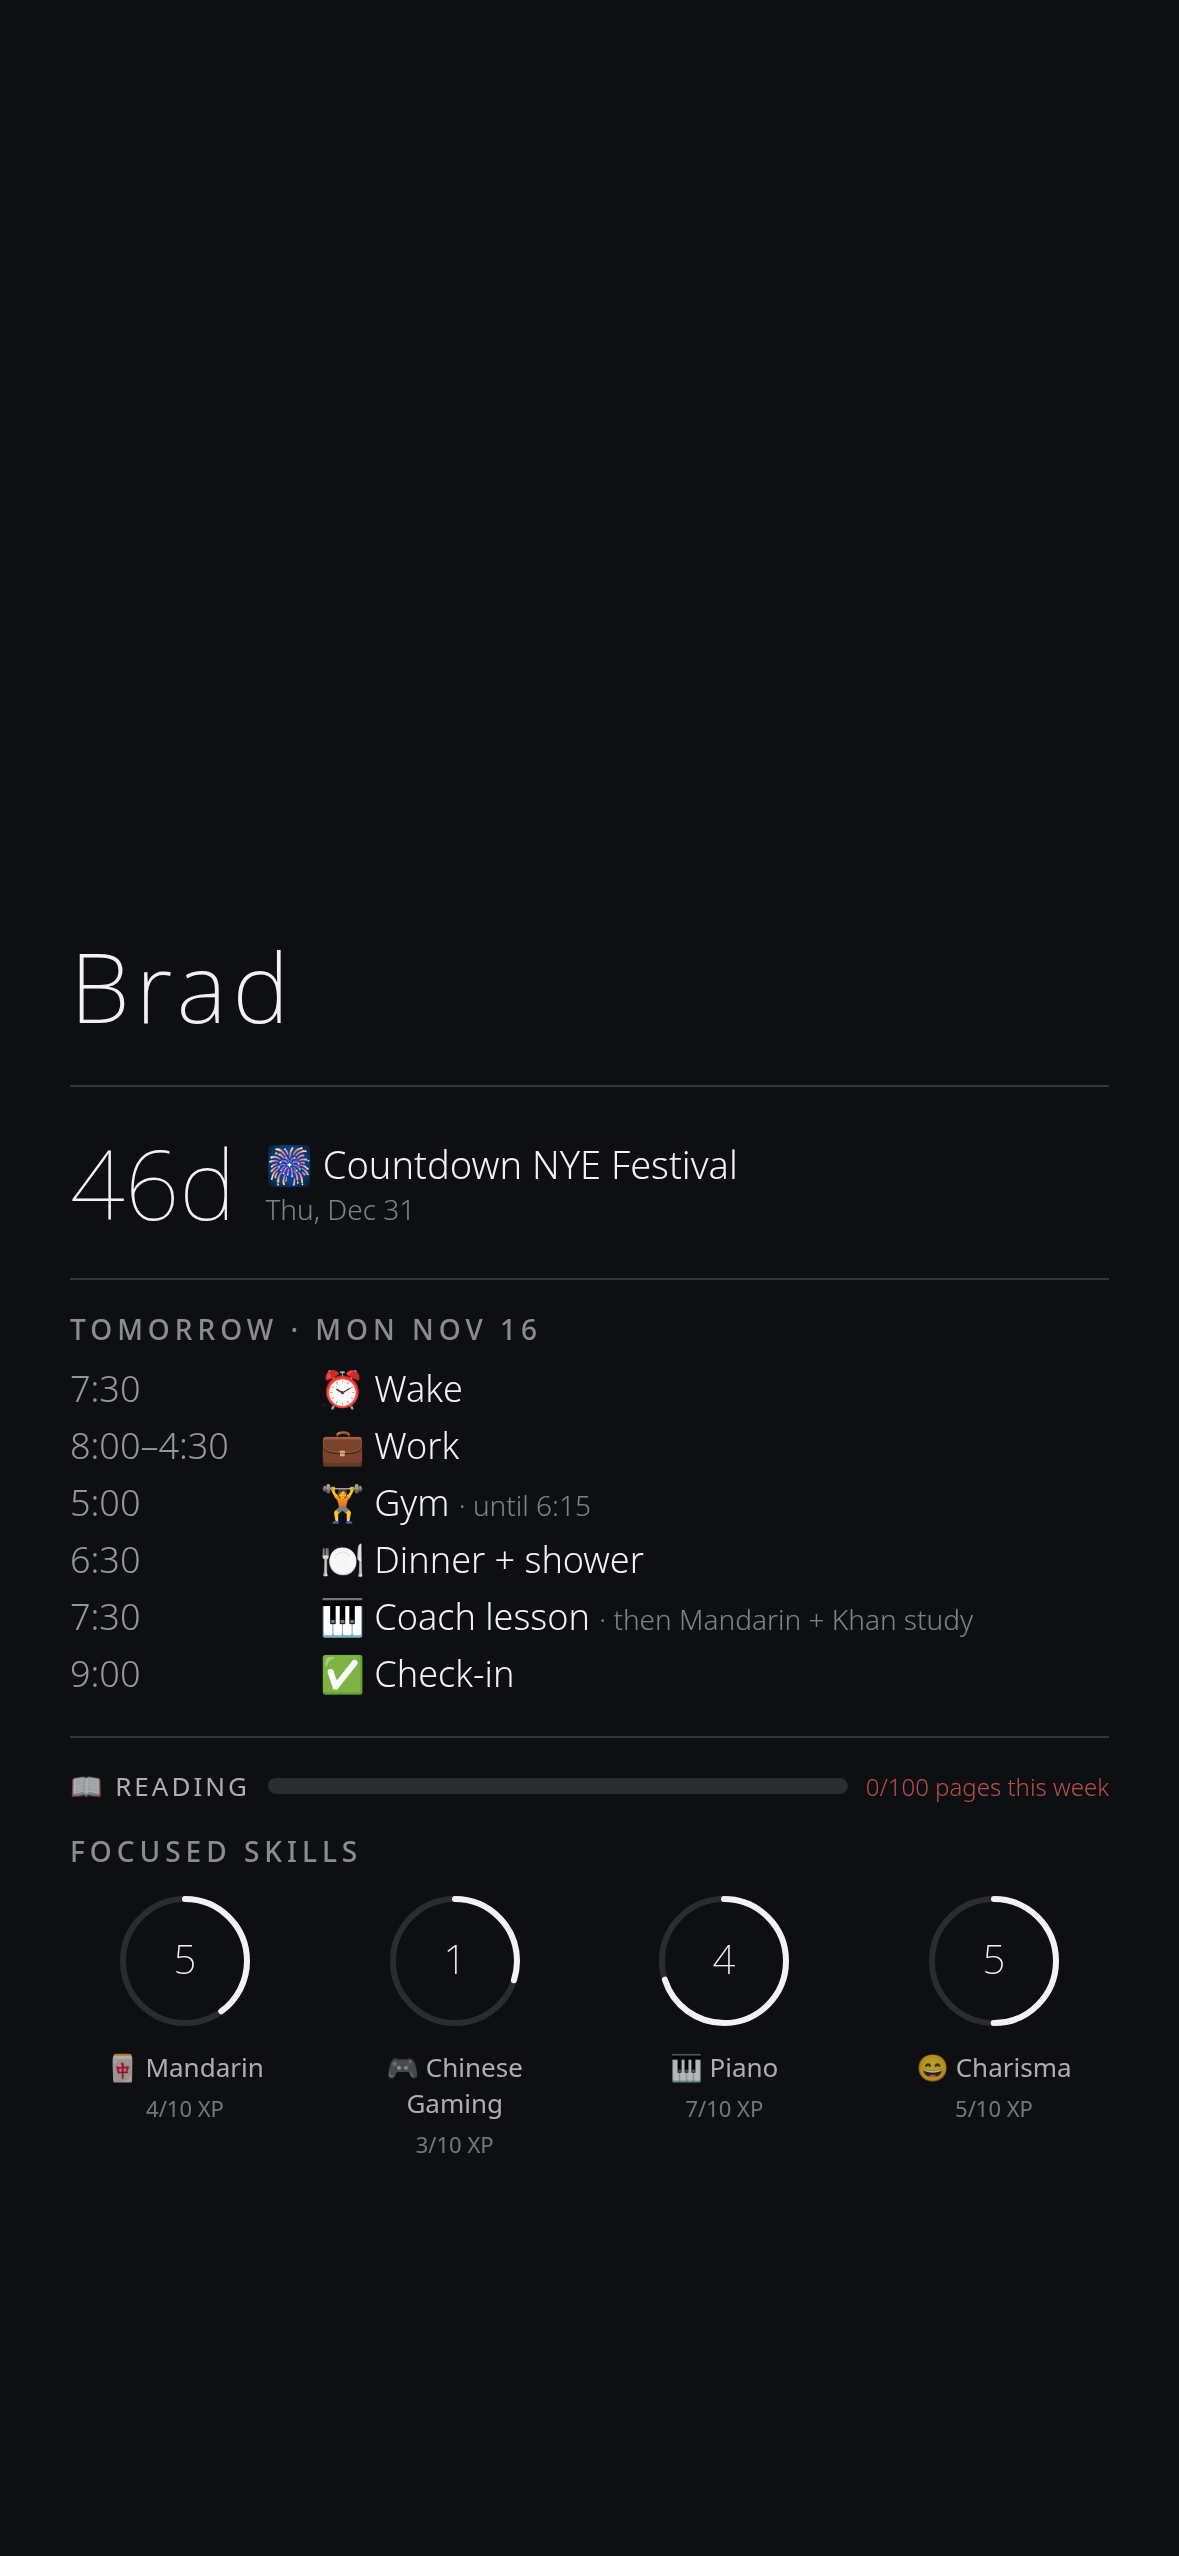 Brad
46d
🎆 Countdown NYE Festival
Thu, Dec 31
TOMORROW · MON NOV 16
7:30 ⏰ Wake
8:00–4:30 💼 Work
5:00 🏋️ Gym · until 6:15
6:30 🍽️ Dinner + shower
7:30 🎹 Coach lesson · then Mandarin + Khan study
9:00 ✅ Check-in
📖 READING 0/100 pages this week
FOCUSED SKILLS
5 1 4 5
🀄 Mandarin 🎮 Chinese Gaming 🎹 Piano 😄 Charisma
4/10 XP 3/10 XP 7/10 XP 5/10 XP